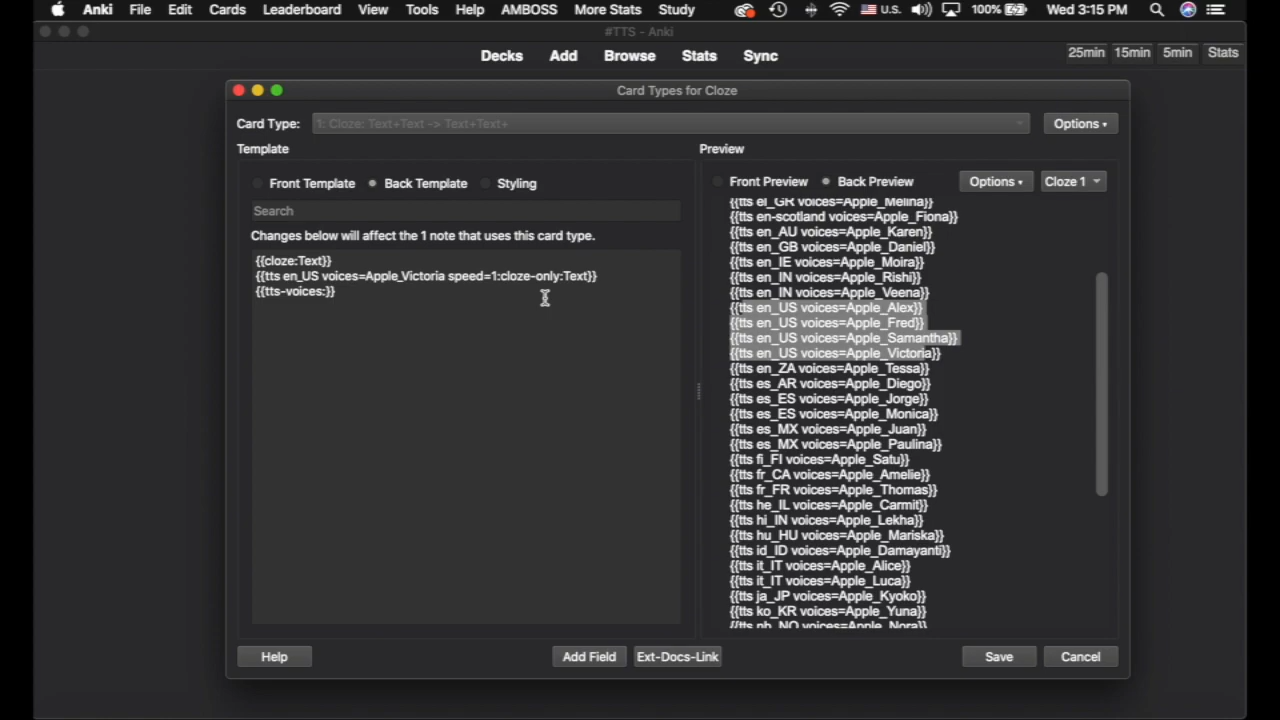 Anki File Edit Cards Leaderboard View Tools Help AMBOSS More Stats Study U.S. 100% Wed 3:15 PM
#TTS - Anki
Decks Add Browse Stats Sync 25min 15min 5min Stats
Card Types for Cloze
Card Type: 1: Cloze: Text+Text -> Text+Text+ Options
Template Preview
Front Template Back Template Styling Front Preview Back Preview Options Cloze 1
Search
Changes below will affect the 1 note that uses this card type.
{{cloze:Text}}
{{tts en_US voices=Apple_Victoria speed=1:cloze-only:Text}}
{{tts-voices:}}
{{tts el_GR voices=Apple_Melina}}
{{tts en-scotland voices=Apple_Fiona}}
{{tts en_AU voices=Apple_Karen}}
{{tts en_GB voices=Apple_Daniel}}
{{tts en_IE voices=Apple_Moira}}
{{tts en_IN voices=Apple_Rishi}}
{{tts en_IN voices=Apple_Veena}}
{{tts en_US voices=Apple_Alex}}
{{tts en_US voices=Apple_Fred}}
{{tts en_US voices=Apple_Samantha}}
{{tts en_US voices=Apple_Victoria}}
{{tts en_ZA voices=Apple_Tessa}}
{{tts es_AR voices=Apple_Diego}}
{{tts es_ES voices=Apple_Jorge}}
{{tts es_ES voices=Apple_Monica}}
{{tts es_MX voices=Apple_Juan}}
{{tts es_MX voices=Apple_Paulina}}
{{tts fi_FI voices=Apple_Satu}}
{{tts fr_CA voices=Apple_Amelie}}
{{tts fr_FR voices=Apple_Thomas}}
{{tts he_IL voices=Apple_Carmit}}
{{tts hi_IN voices=Apple_Lekha}}
{{tts hu_HU voices=Apple_Mariska}}
{{tts id_ID voices=Apple_Damayanti}}
{{tts it_IT voices=Apple_Alice}}
{{tts it_IT voices=Apple_Luca}}
{{tts ja_JP voices=Apple_Kyoko}}
{{tts ko_KR voices=Apple_Yuna}}
{{tts nb_NO voices=Apple_Nora}}
Help Add Field Ext-Docs-Link Save Cancel